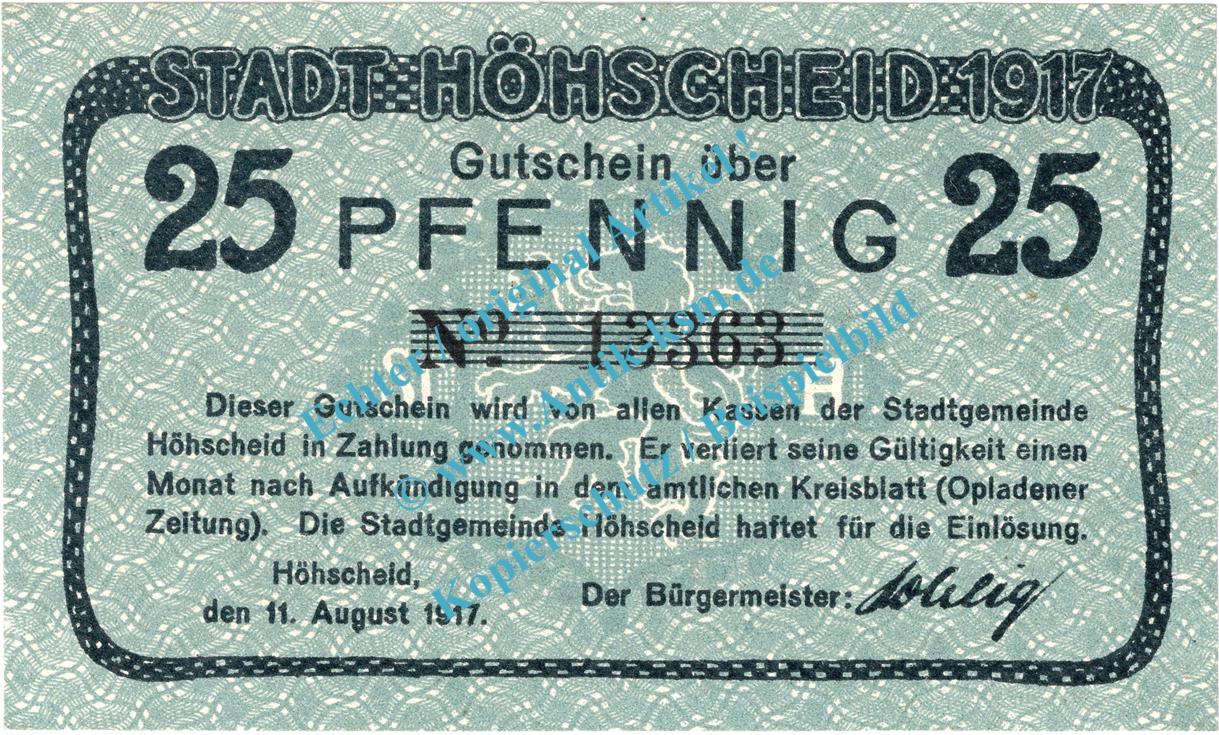 STADT HÖHSCHEID 1917
25 Gutschein über 25
PFENNIG
No. 13363
S H
Dieser Gutschein wird von allen Kassen der Stadtgemeinde
Höhscheid in Zahlung genommen. Er verliert seine Gültigkeit einen
Monat nach Aufkündigung in dem amtlichen Kreisblatt (Opladener
Zeitung). Die Stadtgemeinde Höhscheid haftet für die Einlösung.
Höhscheid,
den 11. August 1917.
Der Bürgermeister:
Echter / original Artikel !
© www.Antik-ksm.de
Kopierschutz / Beispielbild